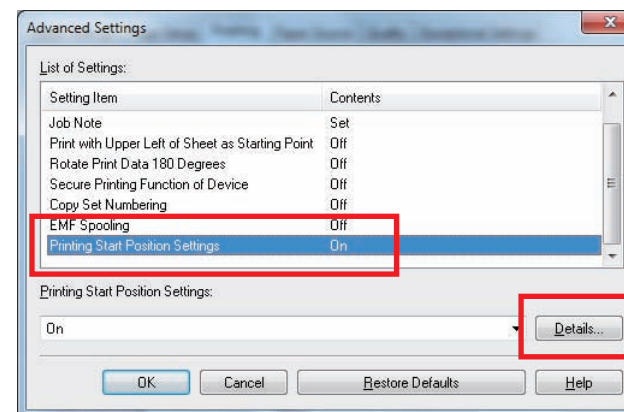 Advanced Settings
List of Settings:
Setting Item Contents
Job Note Set
Print with Upper Left of Sheet as Starting Point Off
Rotate Print Data 180 Degrees Off
Secure Printing Function of Device Off
Copy Set Numbering Off
EMF Spooling Off
Printing Start Position Settings On
Printing Start Position Settings:
On Details...
OK Cancel Restore Defaults Help